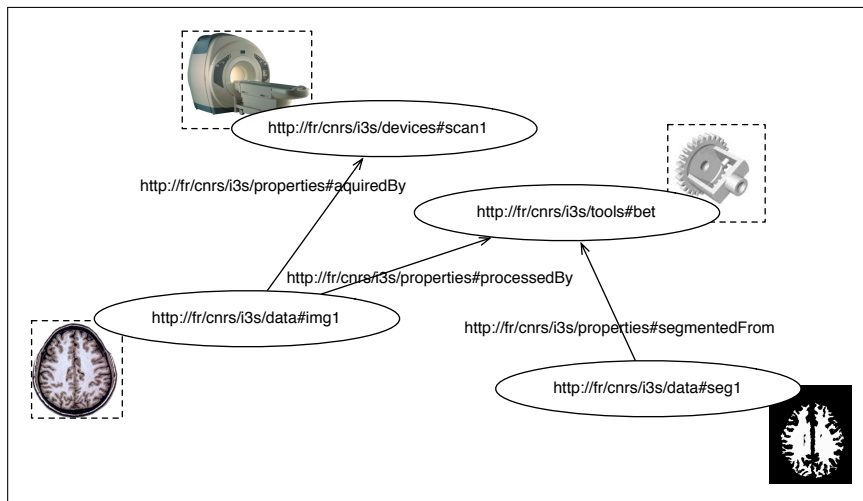 http://fr/cnrs/i3s/devices#scan1
http://fr/cnrs/i3s/properties#aquiredBy
http://fr/cnrs/i3s/tools#bet
http://fr/cnrs/i3s/properties#processedBy
http://fr/cnrs/i3s/data#img1
http://fr/cnrs/i3s/properties#segmentedFrom
http://fr/cnrs/i3s/data#seg1